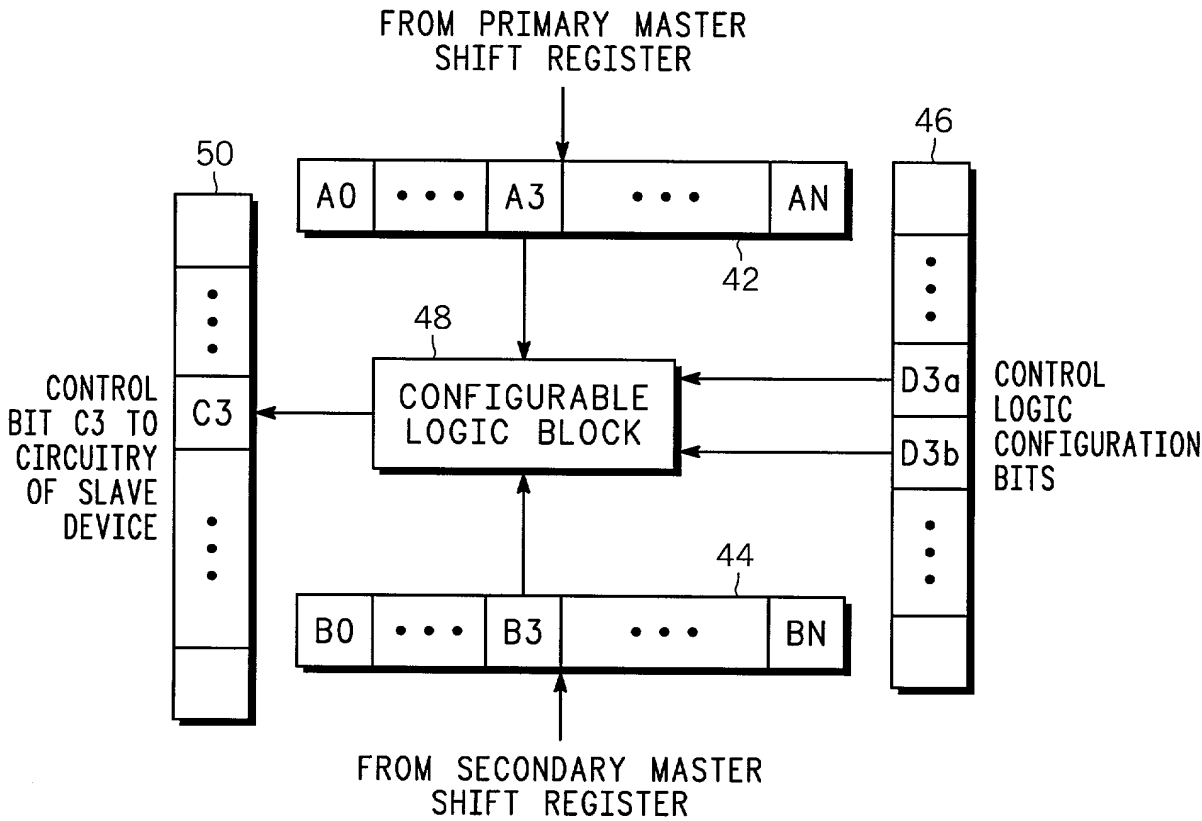 FROM PRIMARY MASTER
SHIFT REGISTER
50
46
A0 • • • A3 • • • AN
42
48
CONFIGURABLE
LOGIC BLOCK
CONTROL
BIT C3 TO
CIRCUITRY
OF SLAVE
DEVICE
C3
D3a
D3b
CONTROL
LOGIC
CONFIGURATION
BITS
44
B0 • • • B3 • • • BN
FROM SECONDARY MASTER
SHIFT REGISTER